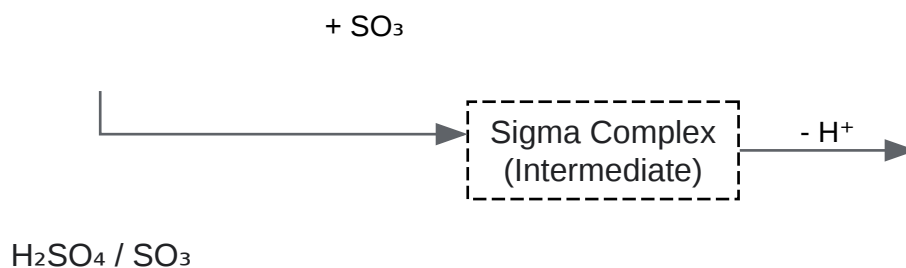 + SO₃
Sigma Complex
(Intermediate)
- H⁺
H₂SO₄ / SO₃